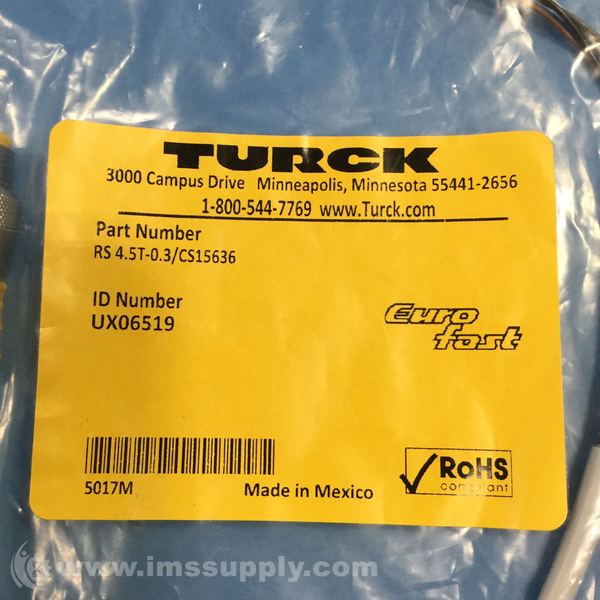 TURCK
3000 Campus Drive Minneapolis, Minnesota 55441-2656
1-800-544-7769 www.Turck.com
Part Number
RS 4.5T-0.3/CS15636
ID Number
UX06519
Euro
fast
5017M
Made in Mexico
RoHS
compliant
© www.imssupply.com